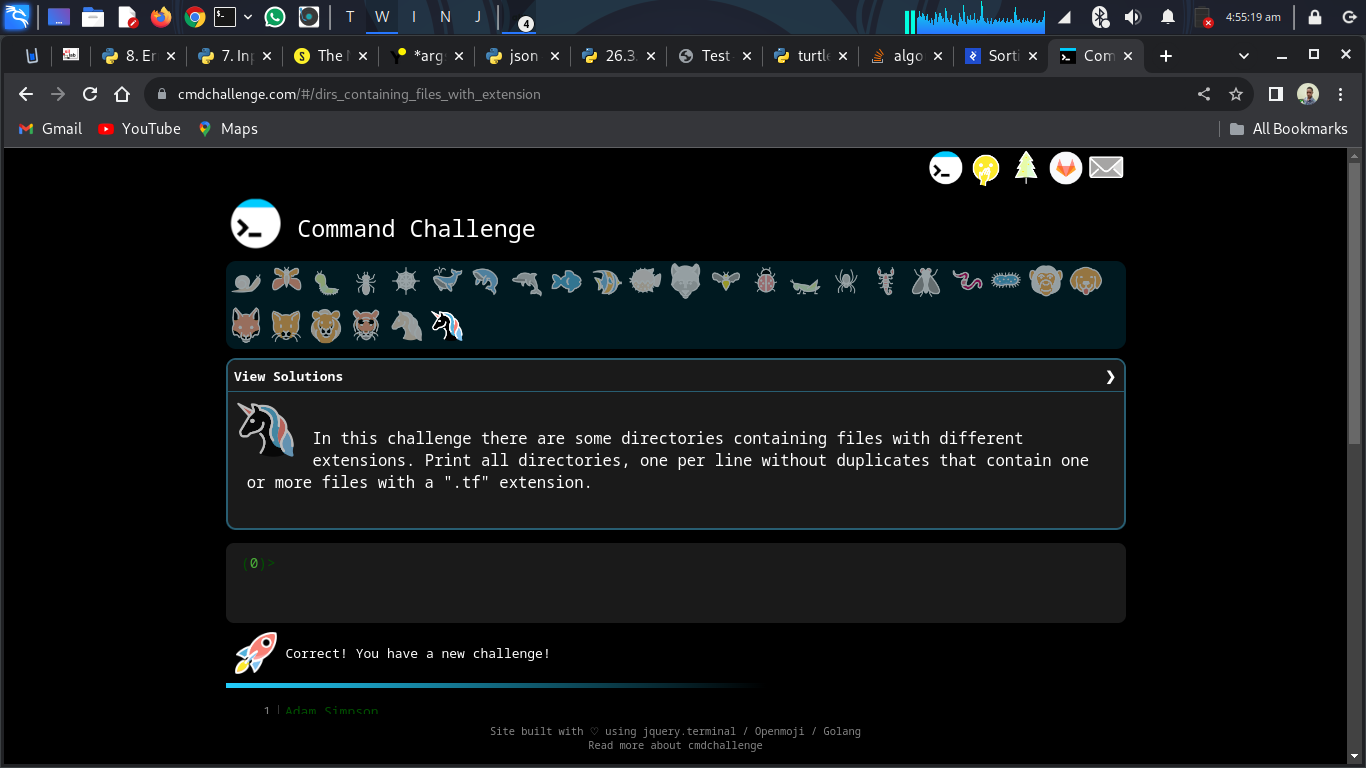 T W I N J 4 4:55:19 am
8. Er 7. Inp The M *args json 26.3. Test- turtle algo Sorti Com
cmdchallenge.com/#/dirs_containing_files_with_extension
Gmail YouTube Maps All Bookmarks
Command Challenge
View Solutions
In this challenge there are some directories containing files with different
extensions. Print all directories, one per line without duplicates that contain one
or more files with a ".tf" extension.
(0)>
Correct! You have a new challenge!
1 Adam Simpson
Site built with ♡ using jquery.terminal / Openmoji / Golang
Read more about cmdchallenge